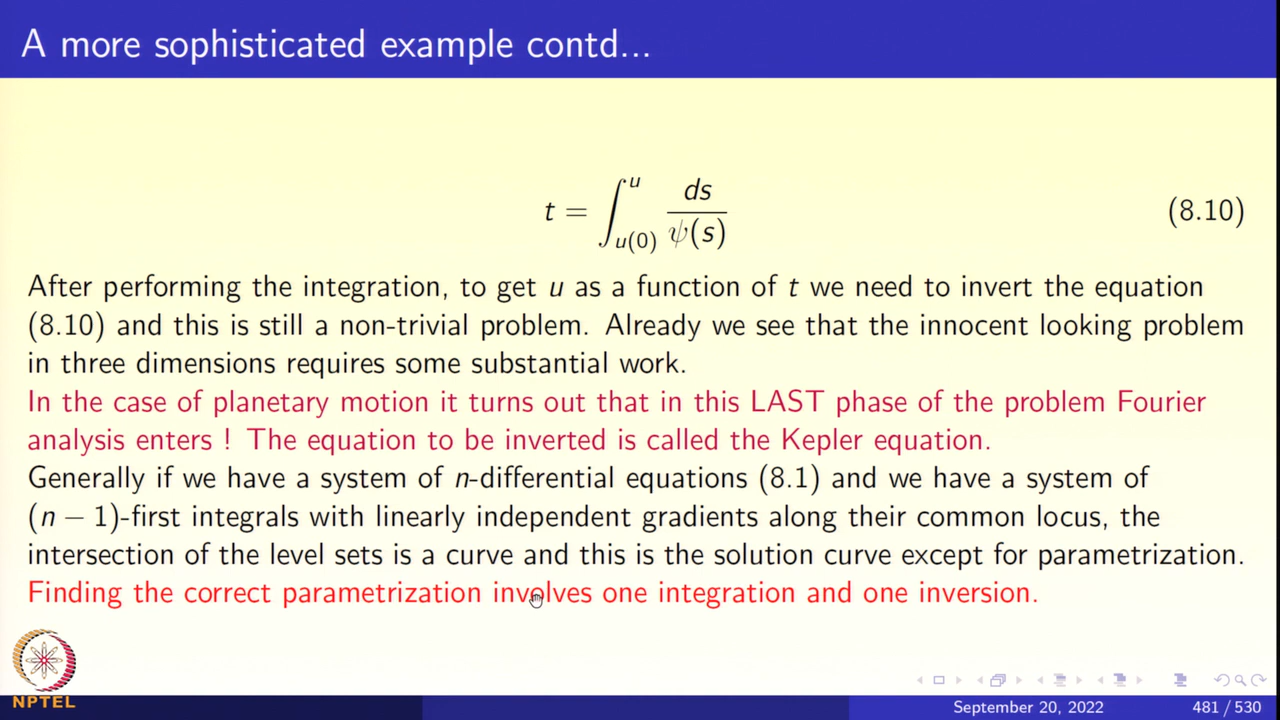 A more sophisticated example contd...
t = ∫_{u(0)}^{u} ds/ψ(s) (8.10)
After performing the integration, to get u as a function of t we need to invert the equation
(8.10) and this is still a non-trivial problem. Already we see that the innocent looking problem
in three dimensions requires some substantial work.
In the case of planetary motion it turns out that in this LAST phase of the problem Fourier
analysis enters ! The equation to be inverted is called the Kepler equation.
Generally if we have a system of n-differential equations (8.1) and we have a system of
(n − 1)-first integrals with linearly independent gradients along their common locus, the
intersection of the level sets is a curve and this is the solution curve except for parametrization.
Finding the correct parametrization involves one integration and one inversion.
NPTEL
September 20, 2022 481 / 530